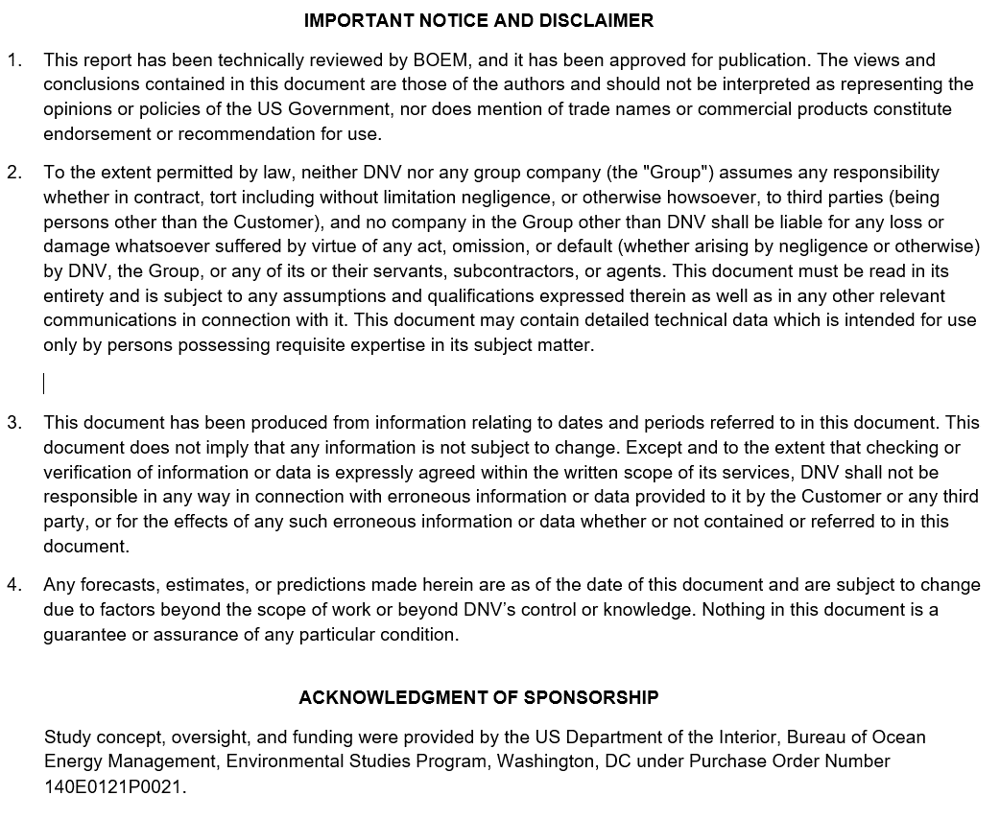 IMPORTANT NOTICE AND DISCLAIMER
1. This report has been technically reviewed by BOEM, and it has been approved for publication. The views and
conclusions contained in this document are those of the authors and should not be interpreted as representing the
opinions or policies of the US Government, nor does mention of trade names or commercial products constitute
endorsement or recommendation for use.
2. To the extent permitted by law, neither DNV nor any group company (the "Group") assumes any responsibility
whether in contract, tort including without limitation negligence, or otherwise howsoever, to third parties (being
persons other than the Customer), and no company in the Group other than DNV shall be liable for any loss or
damage whatsoever suffered by virtue of any act, omission, or default (whether arising by negligence or otherwise)
by DNV, the Group, or any of its or their servants, subcontractors, or agents. This document must be read in its
entirety and is subject to any assumptions and qualifications expressed therein as well as in any other relevant
communications in connection with it. This document may contain detailed technical data which is intended for use
only by persons possessing requisite expertise in its subject matter.
3. This document has been produced from information relating to dates and periods referred to in this document. This
document does not imply that any information is not subject to change. Except and to the extent that checking or
verification of information or data is expressly agreed within the written scope of its services, DNV shall not be
responsible in any way in connection with erroneous information or data provided to it by the Customer or any third
party, or for the effects of any such erroneous information or data whether or not contained or referred to in this
document.
4. Any forecasts, estimates, or predictions made herein are as of the date of this document and are subject to change
due to factors beyond the scope of work or beyond DNV’s control or knowledge. Nothing in this document is a
guarantee or assurance of any particular condition.
ACKNOWLEDGMENT OF SPONSORSHIP
Study concept, oversight, and funding were provided by the US Department of the Interior, Bureau of Ocean
Energy Management, Environmental Studies Program, Washington, DC under Purchase Order Number
140E0121P0021.